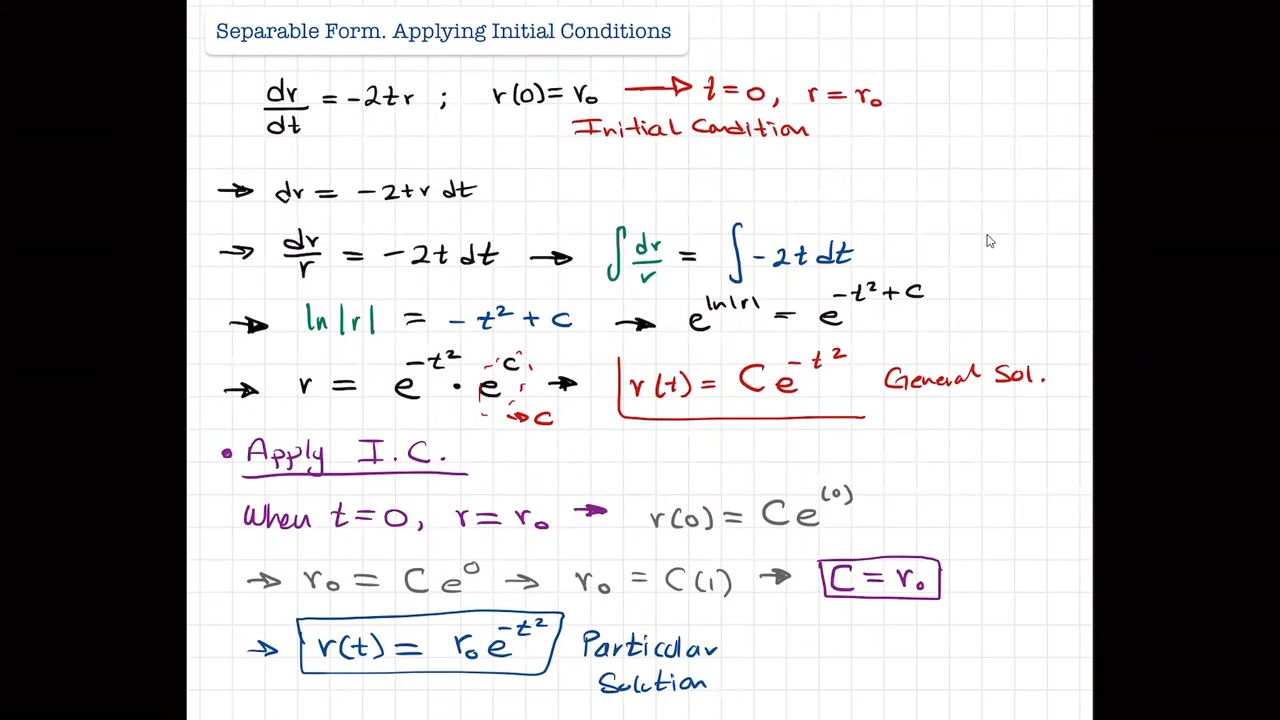 Separable Form. Applying Initial Conditions
dr/dt = -2tr ; r(0) = r₀ → t = 0, r = r₀
Initial Condition
→ dr = -2tr dt
→ dr/r = -2t dt → ∫ dr/r = ∫ -2t dt
→ ln|r| = -t² + c → e^(ln|r|) = e^(-t² + c)
→ r = e^(-t²) · e^c → r(t) = Ce^(-t²) General Sol.
→ C
• Apply I.C.
When t = 0, r = r₀ → r(0) = Ce^(0)
→ r₀ = Ce⁰ → r₀ = C(1) → C = r₀
→ r(t) = r₀e^(-t²) Particular
Solution